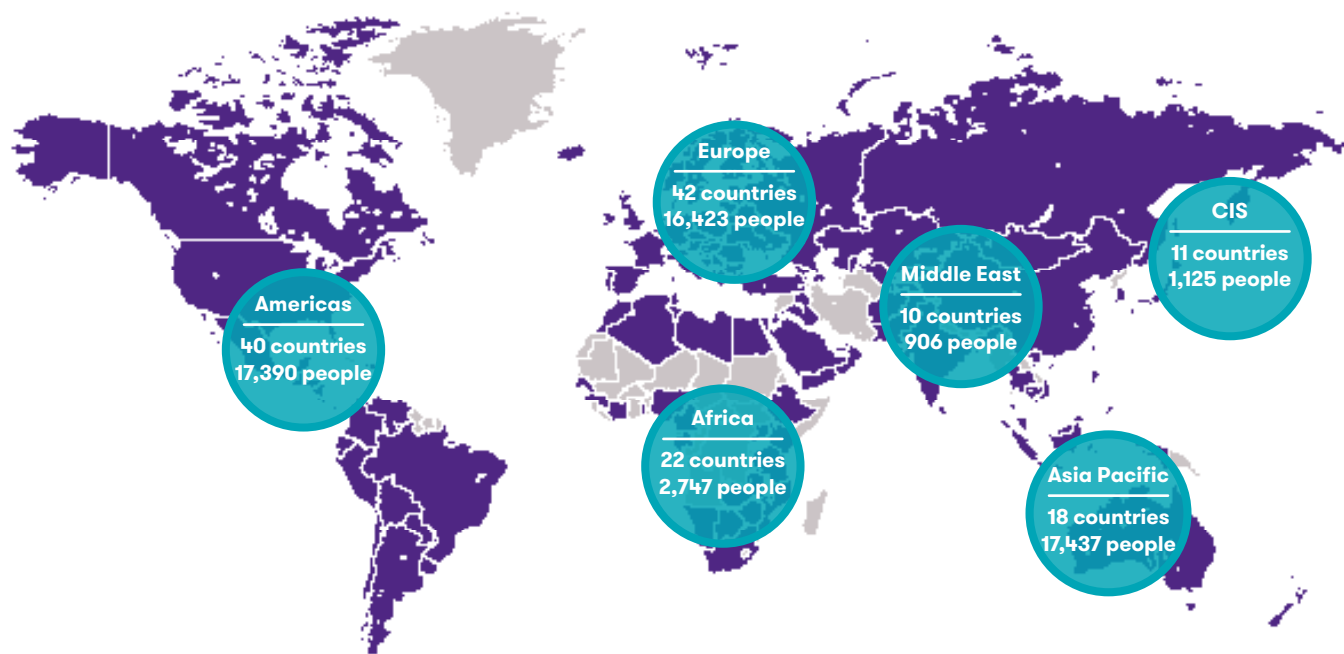 Europe
42 countries
16,423 people
CIS
11 countries
1,125 people
Middle East
10 countries
906 people
Americas
40 countries
17,390 people
Africa
22 countries
2,747 people
Asia Pacific
18 countries
17,437 people